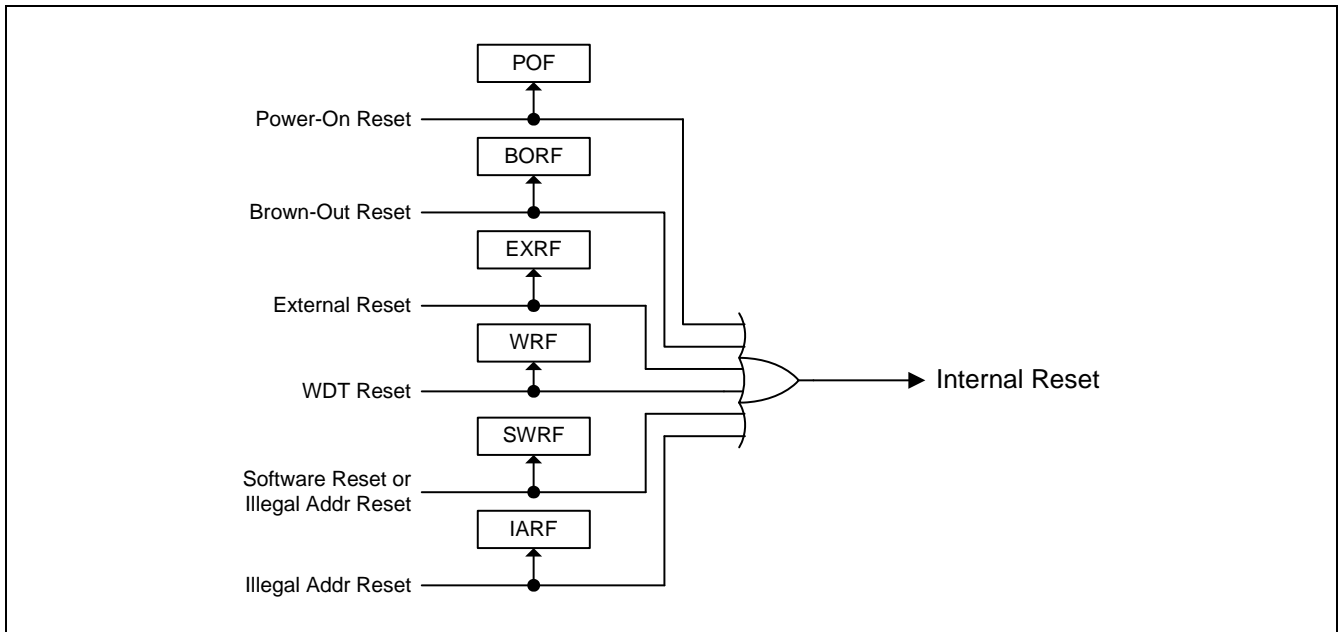 POF
Power-On Reset
BORF
Brown-Out Reset
EXRF
External Reset
WRF
WDT Reset
Internal Reset
SWRF
Software Reset or
Illegal Addr Reset
IARF
Illegal Addr Reset